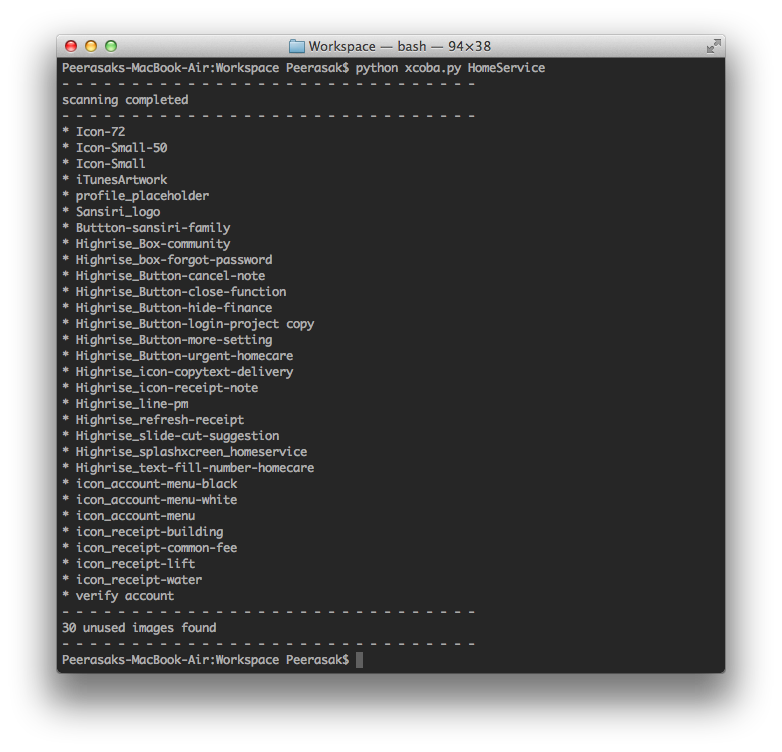 Workspace — bash — 94×38
Peerasaks-MacBook-Air:Workspace Peerasak$ python xcoba.py HomeService
- - - - - - - - - - - - - - - - - - - - - - - - - - - - - -
scanning completed
- - - - - - - - - - - - - - - - - - - - - - - - - - - - - -
* Icon-72
* Icon-Small-50
* Icon-Small
* iTunesArtwork
* profile_placeholder
* Sansiri_logo
* Buttton-sansiri-family
* Highrise_Box-community
* Highrise_box-forgot-password
* Highrise_Button-cancel-note
* Highrise_Button-close-function
* Highrise_Button-hide-finance
* Highrise_Button-login-project copy
* Highrise_Button-more-setting
* Highrise_Button-urgent-homecare
* Highrise_icon-copytext-delivery
* Highrise_icon-receipt-note
* Highrise_line-pm
* Highrise_refresh-receipt
* Highrise_slide-cut-suggestion
* Highrise_splashxcreen_homeservice
* Highrise_text-fill-number-homecare
* icon_account-menu-black
* icon_account-menu-white
* icon_account-menu
* icon_receipt-building
* icon_receipt-common-fee
* icon_receipt-lift
* icon_receipt-water
* verify account
- - - - - - - - - - - - - - - - - - - - - - - - - - - - - -
30 unused images found
- - - - - - - - - - - - - - - - - - - - - - - - - - - - - -
Peerasaks-MacBook-Air:Workspace Peerasak$